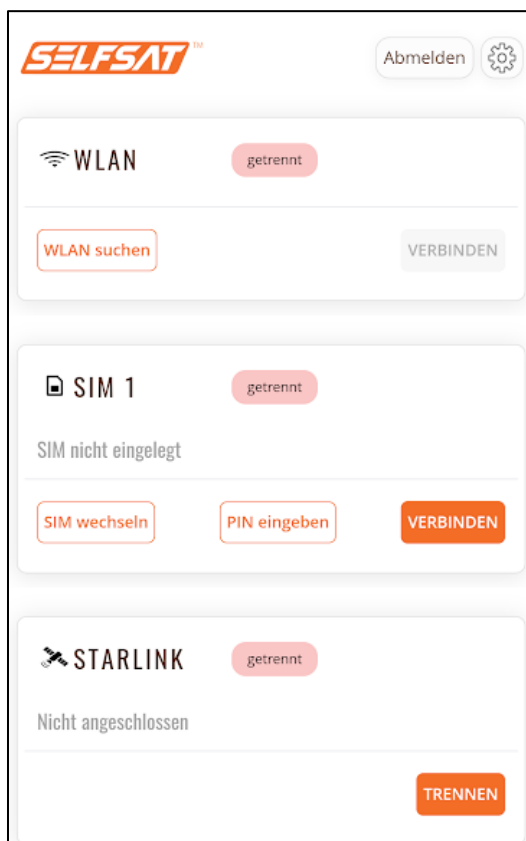 SELFSAT™
Abmelden
WLAN
getrennt
WLAN suchen
VERBINDEN
SIM 1
getrennt
SIM nicht eingelegt
SIM wechseln
PIN eingeben
VERBINDEN
STARLINK
getrennt
Nicht angeschlossen
TRENNEN